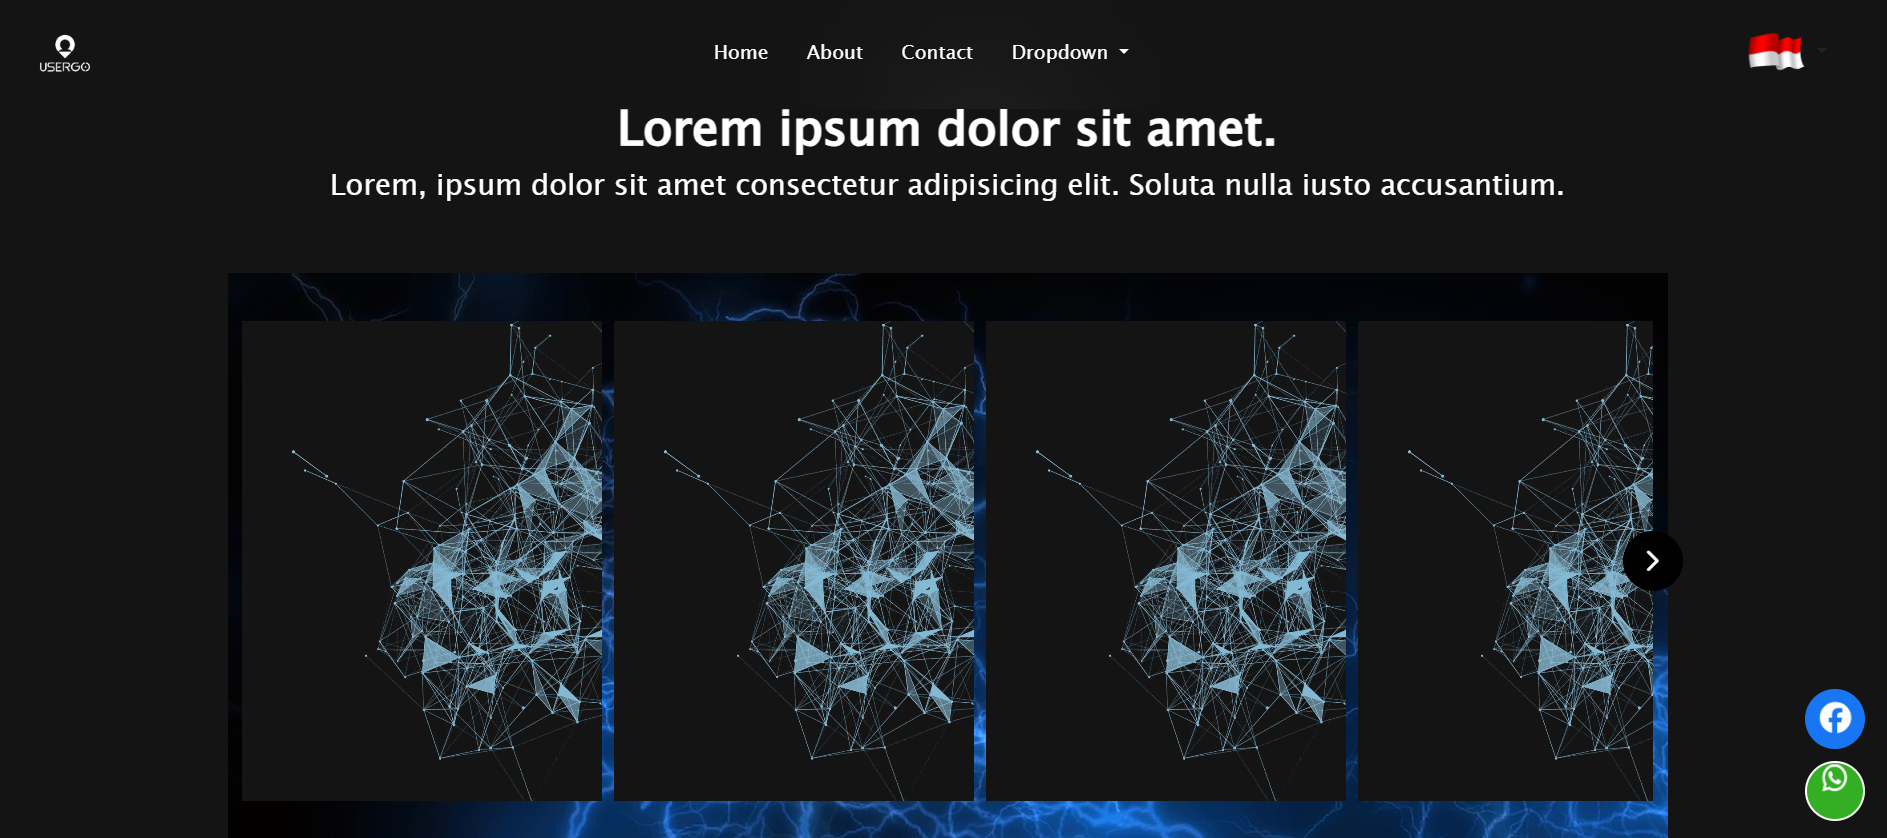 USERGO
Home About Contact Dropdown
Lorem ipsum dolor sit amet.
Lorem, ipsum dolor sit amet consectetur adipisicing elit. Soluta nulla iusto accusantium.